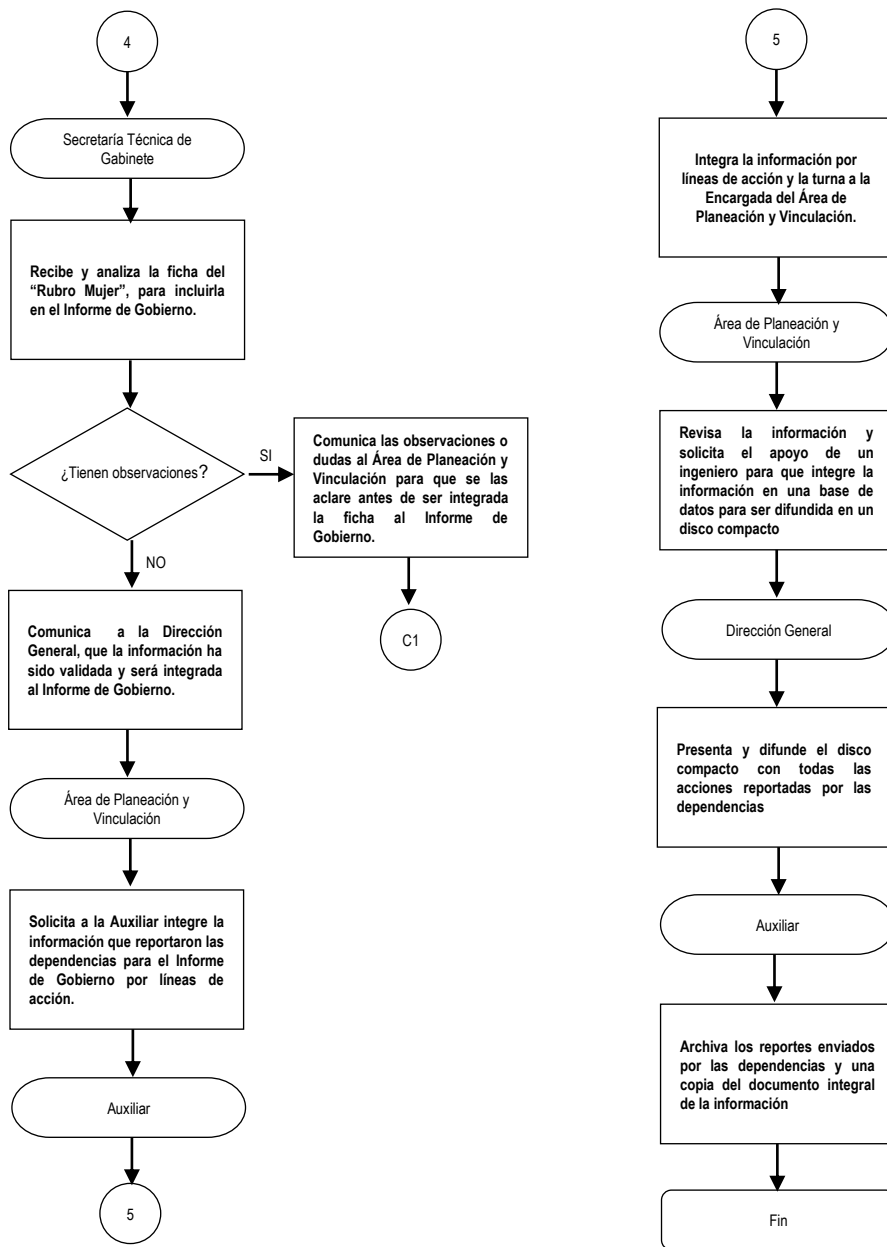 4
Secretaría Técnica de
Gabinete
Recibe y analiza la ficha del
“Rubro Mujer”, para incluirla
en el Informe de Gobierno.
¿Tienen observaciones?
SI
Comunica las observaciones o
dudas al Área de Planeación y
Vinculación para que se las
aclare antes de ser integrada
la ficha al Informe de
Gobierno.
C1
NO
Comunica a la Dirección
General, que la información ha
sido validada y será integrada
al Informe de Gobierno.
Área de Planeación y
Vinculación
Solicita a la Auxiliar integre la
información que reportaron las
dependencias para el Informe
de Gobierno por líneas de
acción.
Auxiliar
5
5
Integra la información por
líneas de acción y la turna a la
Encargada del Área de
Planeación y Vinculación.
Área de Planeación y
Vinculación
Revisa la información y
solicita el apoyo de un
ingeniero para que integre la
información en una base de
datos para ser difundida en un
disco compacto
Dirección General
Presenta y difunde el disco
compacto con todas las
acciones reportadas por las
dependencias
Auxiliar
Archiva los reportes enviados
por las dependencias y una
copia del documento integral
de la información
Fin